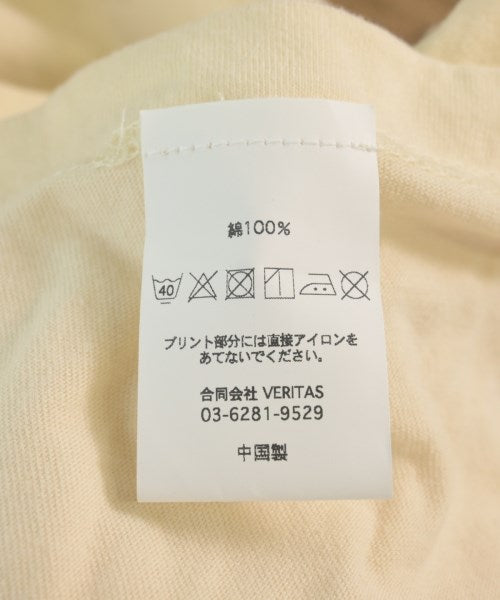 綿100%
40
プリント部分には直接アイロンを
あてないでください。
合同会社 VERITAS
03-6281-9529
中国製